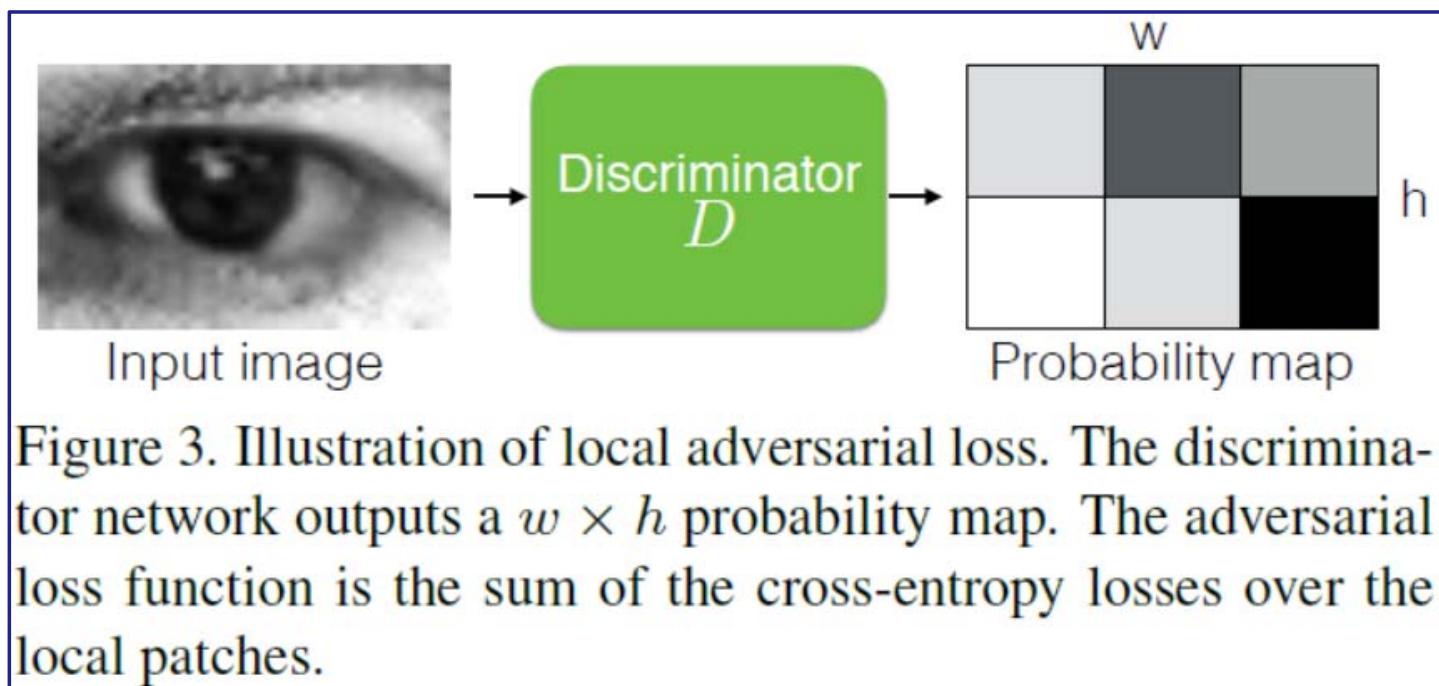 w
Discriminator
D
h
Input image
Probability map
Figure 3. Illustration of local adversarial loss. The discrimina-
tor network outputs a w × h probability map. The adversarial
loss function is the sum of the cross-entropy losses over the
local patches.